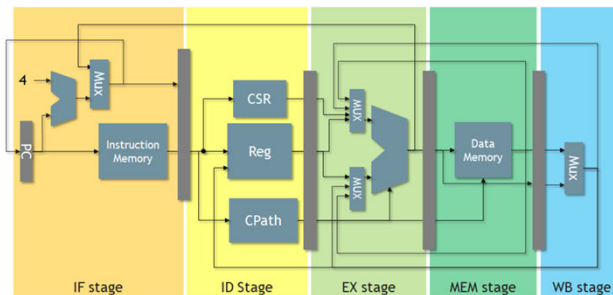 4
Mux
PC
Instruction
Memory
CSR
Reg
CPath
Mux
Mux
Data
Memory
Mux
IF stage
ID Stage
EX stage
MEM stage
WB stage